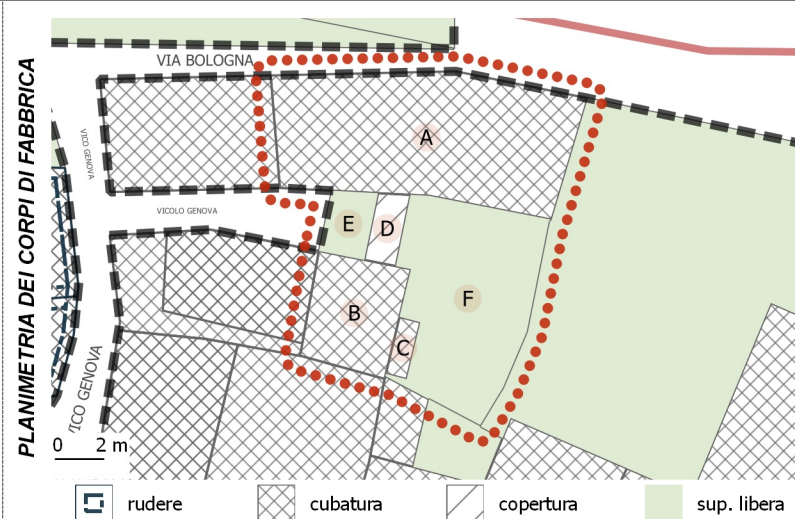 PLANIMETRIA DEI CORPI DI FABBRICA
VIA BOLOGNA
VICO GENOVA
A
VICOLO GENOVA
E
D
F
B
C
VICO GENOVA
0 2 m
rudere
cubatura
copertura
sup. libera